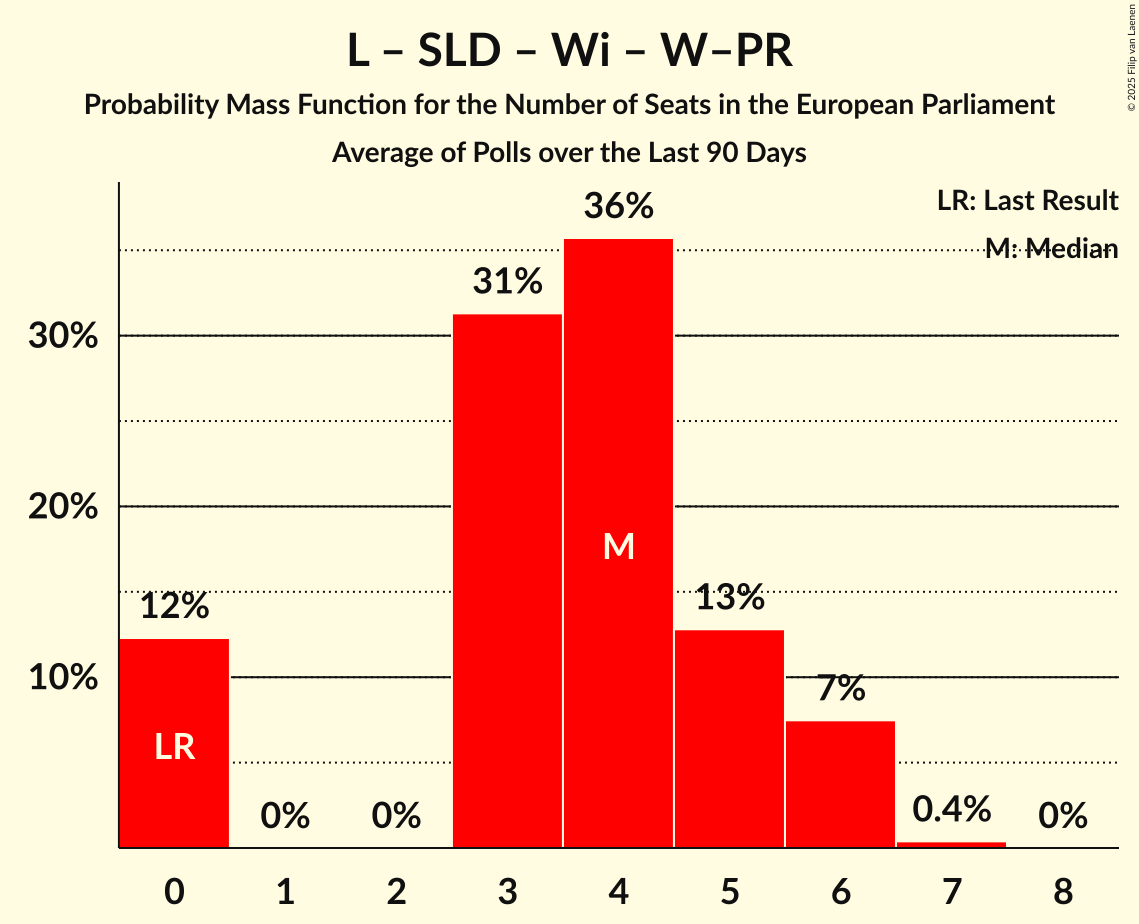 L – SLD – Wi – W–PR
Probability Mass Function for the Number of Seats in the European Parliament
Average of Polls over the Last 90 Days
© 2025 Filip van Laenen
LR: Last Result
M: Median
36%
31%
30%
20%
M
13%
12%
10%
7%
LR
0%
0%
0.4%
0%
0 1 2 3 4 5 6 7 8